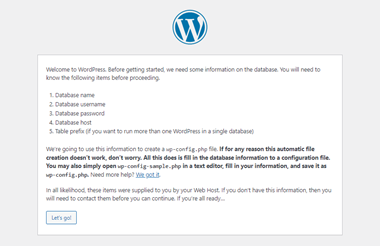 W
Welcome to WordPress. Before getting started, we need some information on the database. You will need to
know the following items before proceeding.
1. Database name
2. Database username
3. Database password
4. Database host
5. Table prefix (if you want to run more than one WordPress in a single database)
We're going to use this information to create a wp-config.php file. If for any reason this automatic file
creation doesn't work, don't worry. All this does is fill in the database information to a configuration file.
You may also simply open wp-config-sample.php in a text editor, fill in your information, and save it as
wp-config.php. Need more help? We got it.
In all likelihood, these items were supplied to you by your Web Host. If you don't have this information, then you
will need to contact them before you can continue. If you're all ready...
Let's go!